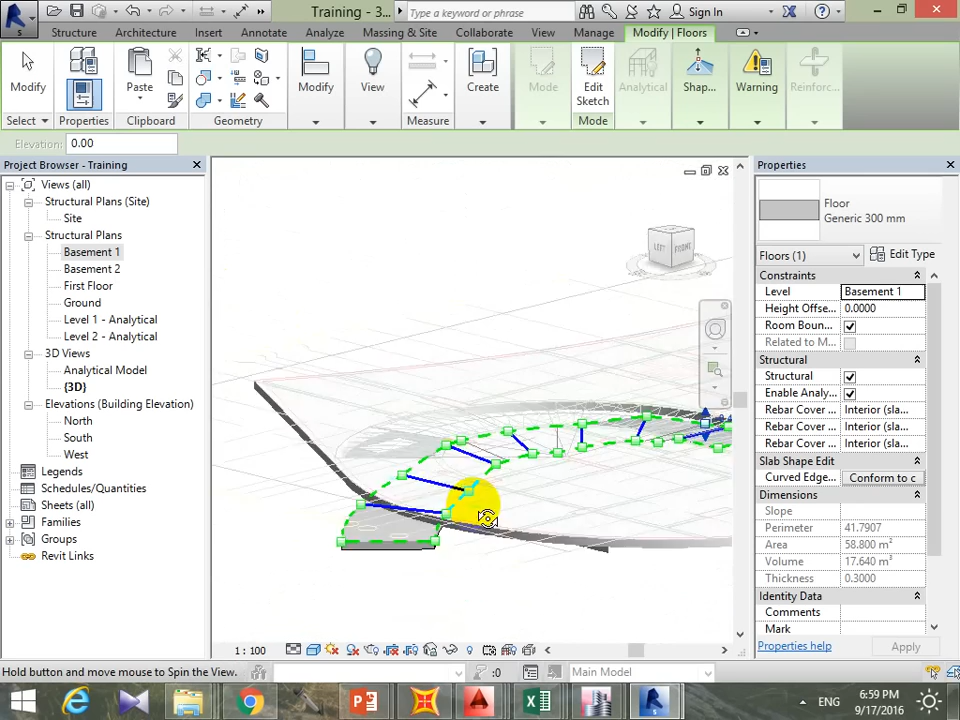 Training - 3...
Type a keyword or phrase
Sign In
Structure Architecture Insert Annotate Analyze Massing & Site Collaborate View Manage Modify | Floors
Modify
Paste
Modify
View
Create
Mode
Edit Sketch
Analytical
Shap...
Warning
Reinforc...
Select Properties Clipboard Geometry Measure Mode
Elevation: 0.00
Project Browser - Training
Views (all)
Structural Plans (Site)
Site
Structural Plans
Basement 1
Basement 2
First Floor
Ground
Level 1 - Analytical
Level 2 - Analytical
3D Views
Analytical Model
{3D}
Elevations (Building Elevation)
North
South
West
Legends
Schedules/Quantities
Sheets (all)
Families
Groups
Revit Links
LEFT FRONT
Properties
Floor
Generic 300 mm
Floors (1) Edit Type
Constraints
Level Basement 1
Height Offse... 0.0000
Room Boun...
Related to M...
Structural
Structural
Enable Analy...
Rebar Cover ... Interior (sla...
Rebar Cover ... Interior (sla...
Rebar Cover ... Interior (sla...
Slab Shape Edit
Curved Edge... Conform to c
Dimensions
Slope
Perimeter 41.7907
Area 58.800 m²
Volume 17.640 m³
Thickness 0.3000
Identity Data
Comments
Mark
Properties help Apply
1 : 100
Hold button and move mouse to Spin the View. :0 Main Model
ENG
6:59 PM
9/17/2016